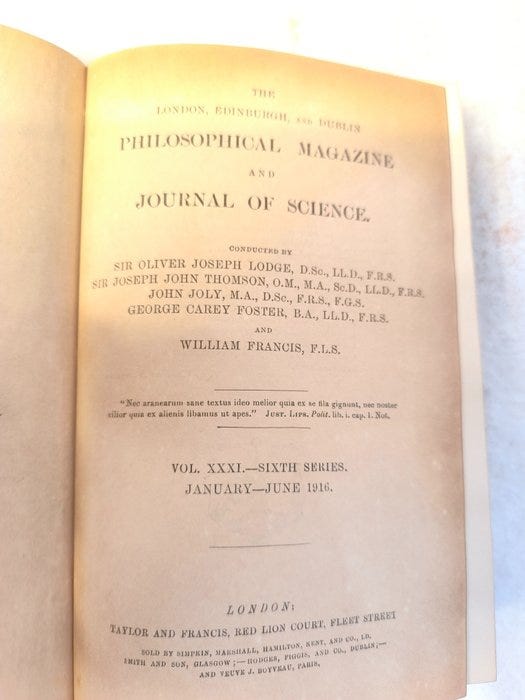 THE
LONDON, EDINBURGH, AND DUBLIN
PHILOSOPHICAL MAGAZINE
AND
JOURNAL OF SCIENCE.
CONDUCTED BY
SIR OLIVER JOSEPH LODGE, D.Sc., LL.D., F.R.S.
SIR JOSEPH JOHN THOMSON, O.M., M.A., Sc.D., LL.D., F.R.S.
JOHN JOLY, M.A., D.Sc., F.R.S., F.G.S.
GEORGE CAREY FOSTER, B.A., LL.D., F.R.S.
AND
WILLIAM FRANCIS, F.L.S.
"Nec aranearum sane textus ideo melior quia ex se fila gignunt, nec noster
vilior quia ex alienis libamus ut apes." JUST. LIPS. Polit. lib. i. cap. 1. Not.
VOL. XXXI.—SIXTH SERIES.
JANUARY—JUNE 1916.
LONDON:
TAYLOR AND FRANCIS, RED LION COURT, FLEET STREET
SOLD BY SIMPKIN, MARSHALL, HAMILTON, KENT, AND CO., LD.
SMITH AND SON, GLASGOW;—HODGES, FIGGIS, AND CO., DUBLIN;—
AND VEUVE J. BOYVEAU, PARIS.